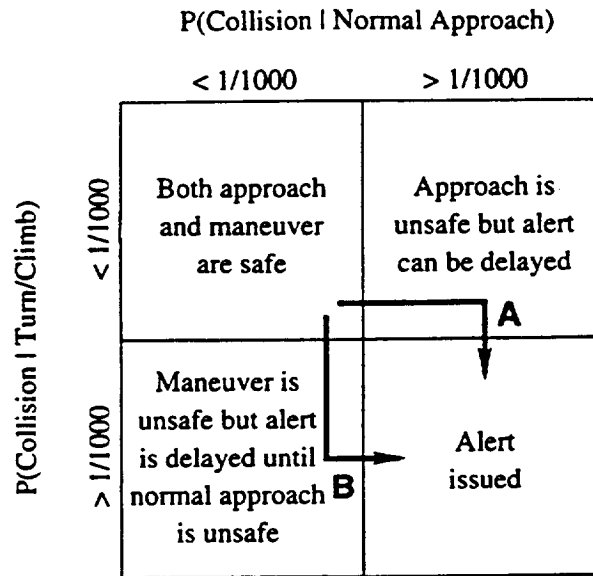 P(Collision | Normal Approach)
< 1/1000
> 1/1000
P(Collision | Turn/Climb)
< 1/1000
> 1/1000
Both approach
and maneuver
are safe
Approach is
unsafe but alert
can be delayed
A
Maneuver is
unsafe but alert
is delayed until
normal approach
is unsafe
B
Alert
issued